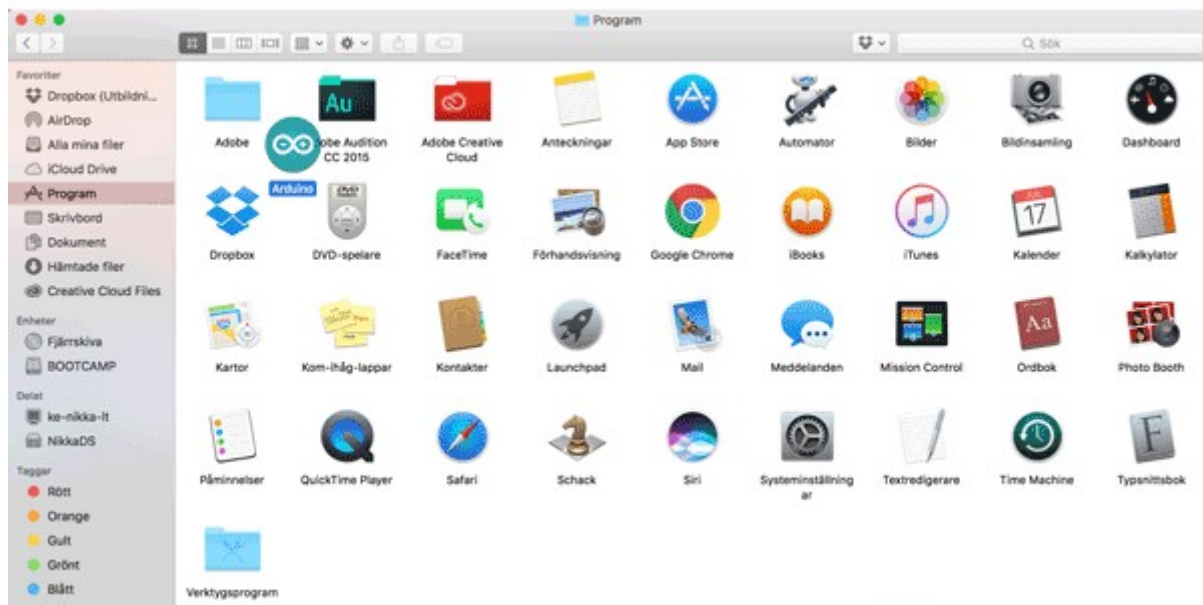 Program
Sök
Favoriter
Dropbox (Utbildni...
AirDrop
Alla mina filer
iCloud Drive
Program
Skrivbord
Dokument
Hämtade filer
Creative Cloud Files
Enheter
Fjärrskiva
BOOTCAMP
Delat
ke-nikka-lt
NikkaDS
Taggar
Rött
Orange
Gult
Grönt
Blått
Au
Adobe
obe Audition
CC 2015
Adobe Creative
Cloud
Anteckningar
App Store
Automator
Bilder
Bildinsamling
Dashboard
Arduino
DVD
JUL
17
Dropbox
DVD-spelare
FaceTime
Förhandsvisning
Google Chrome
iBooks
iTunes
Kalender
Kalkylator
Aa
Kartor
Kom-ihåg-lappar
Kontakter
Launchpad
Mail
Meddelanden
Mission Control
Ordbok
Photo Booth
F
Påminnelser
QuickTime Player
Safari
Schack
Siri
Systeminställning
ar
Textredigerare
Time Machine
Typsnittsbok
Verktygsprogram